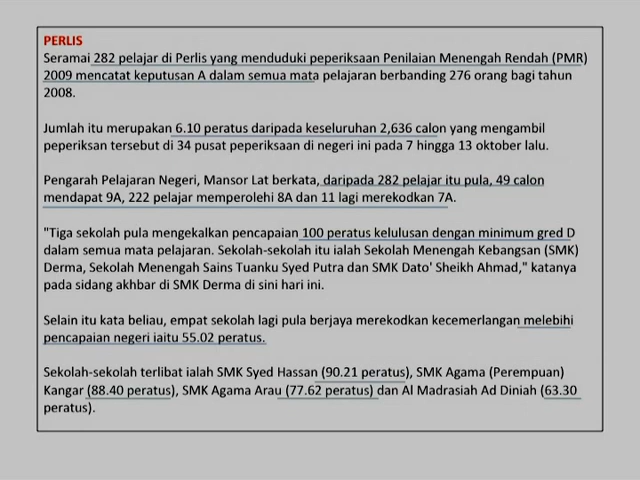 PERLIS
Seramai 282 pelajar di Perlis yang menduduki peperiksaan Penilaian Menengah Rendah (PMR)
2009 mencatat keputusan A dalam semua mata pelajaran berbanding 276 orang bagi tahun
2008.
Jumlah itu merupakan 6.10 peratus daripada keseluruhan 2,636 calon yang mengambil
peperiksan tersebut di 34 pusat peperiksaan di negeri ini pada 7 hingga 13 oktober lalu.
Pengarah Pelajaran Negeri, Mansor Lat berkata, daripada 282 pelajar itu pula, 49 calon
mendapat 9A, 222 pelajar memperolehi 8A dan 11 lagi merekodkan 7A.
"Tiga sekolah pula mengekalkan pencapaian 100 peratus kelulusan dengan minimum gred D
dalam semua mata pelajaran. Sekolah-sekolah itu ialah Sekolah Menengah Kebangsan (SMK)
Derma, Sekolah Menengah Sains Tuanku Syed Putra dan SMK Dato' Sheikh Ahmad," katanya
pada sidang akhbar di SMK Derma di sini hari ini.
Selain itu kata beliau, empat sekolah lagi pula berjaya merekodkan kecemerlangan melebihi
pencapaian negeri iaitu 55.02 peratus.
Sekolah-sekolah terlibat ialah SMK Syed Hassan (90.21 peratus), SMK Agama (Perempuan)
Kangar (88.40 peratus), SMK Agama Arau (77.62 peratus) dan Al Madrasiah Ad Diniah (63.30
peratus).